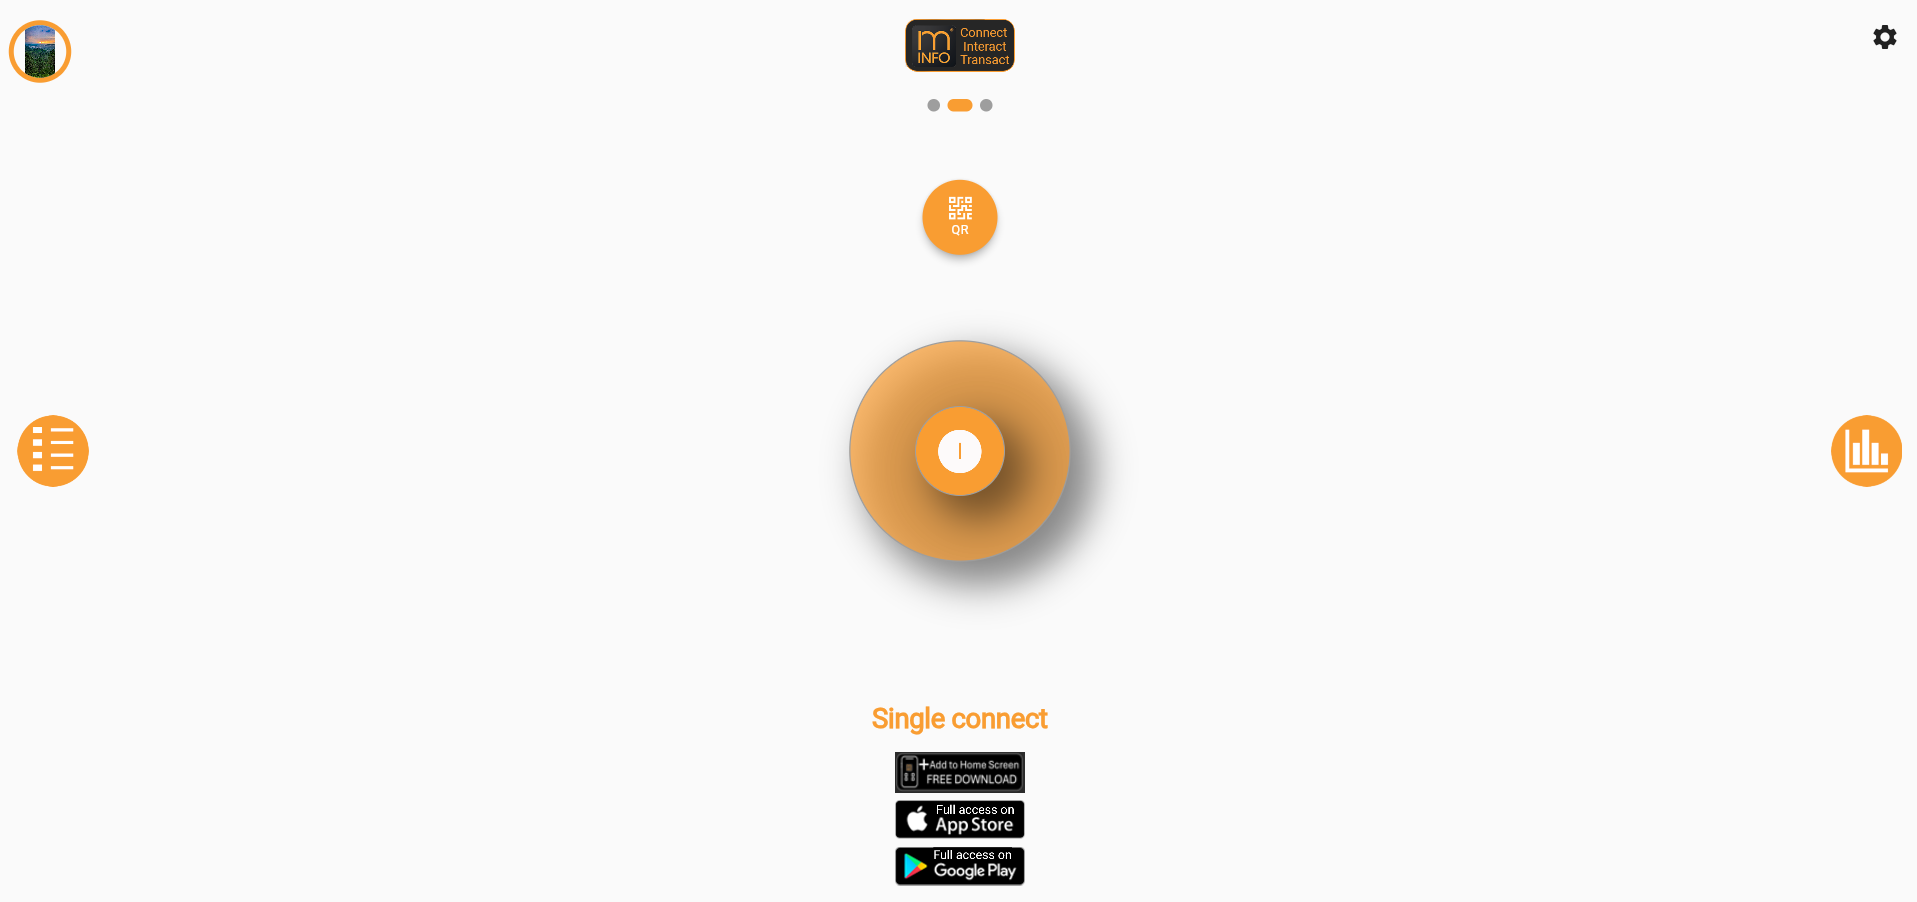 m
INFO
Connect
Interact
Transact
QR
Single connect
+Add to Home Screen
FREE DOWNLOAD
Full access on
App Store
Full access on
Google Play